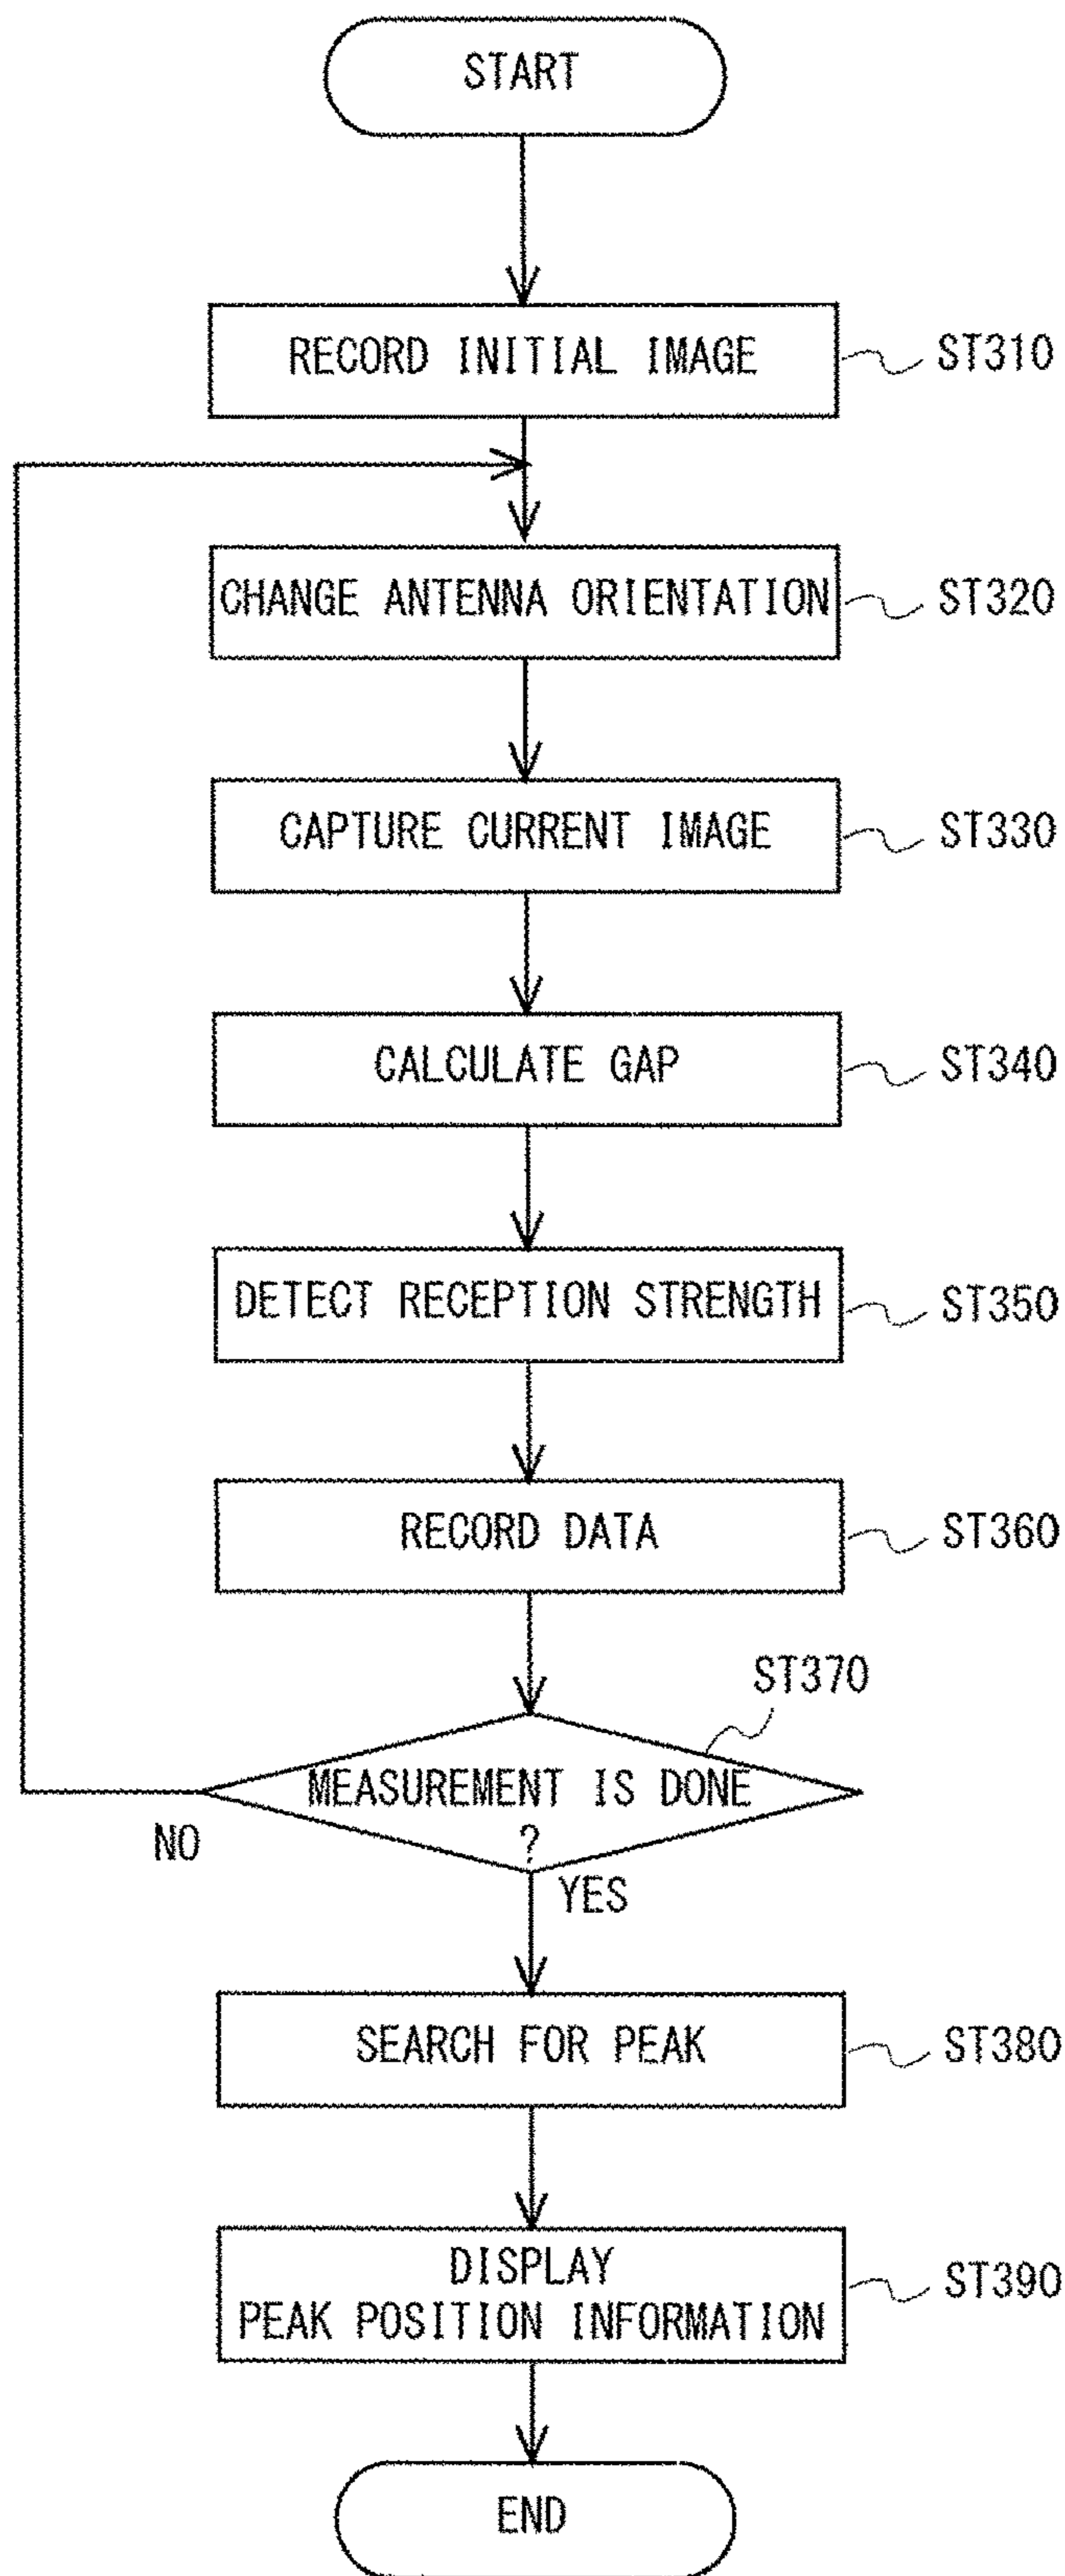 START
RECORD INITIAL IMAGE
ST310
CHANGE ANTENNA ORIENTATION
ST320
CAPTURE CURRENT IMAGE
ST330
CALCULATE GAP
ST340
DETECT RECEPTION STRENGTH
ST350
RECORD DATA
ST360
ST370
MEASUREMENT IS DONE
?
NO
YES
SEARCH FOR PEAK
ST380
DISPLAY
PEAK POSITION INFORMATION
ST390
END